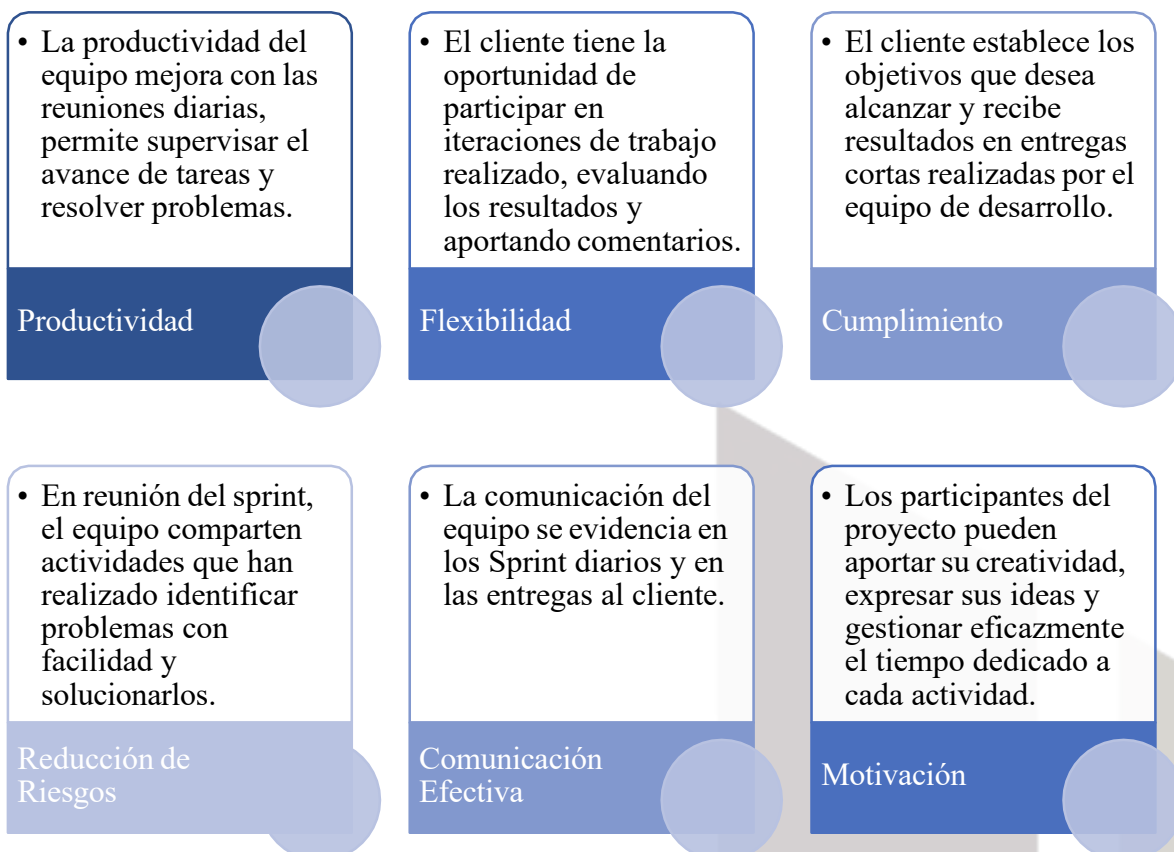 • La productividad del
equipo mejora con las
reuniones diarias,
permite supervisar el
avance de tareas y
resolver problemas.
Productividad
• El cliente tiene la
oportunidad de
participar en
iteraciones de trabajo
realizado, evaluando
los resultados y
aportando comentarios.
Flexibilidad
• El cliente establece los
objetivos que desea
alcanzar y recibe
resultados en entregas
cortas realizadas por el
equipo de desarrollo.
Cumplimiento
• En reunión del sprint,
el equipo comparten
actividades que han
realizado identificar
problemas con
facilidad y
solucionarlos.
Reducción de
Riesgos
• La comunicación del
equipo se evidencia en
los Sprint diarios y en
las entregas al cliente.
Comunicación
Efectiva
• Los participantes del
proyecto pueden
aportar su creatividad,
expresar sus ideas y
gestionar eficazmente
el tiempo dedicado a
cada actividad.
Motivación